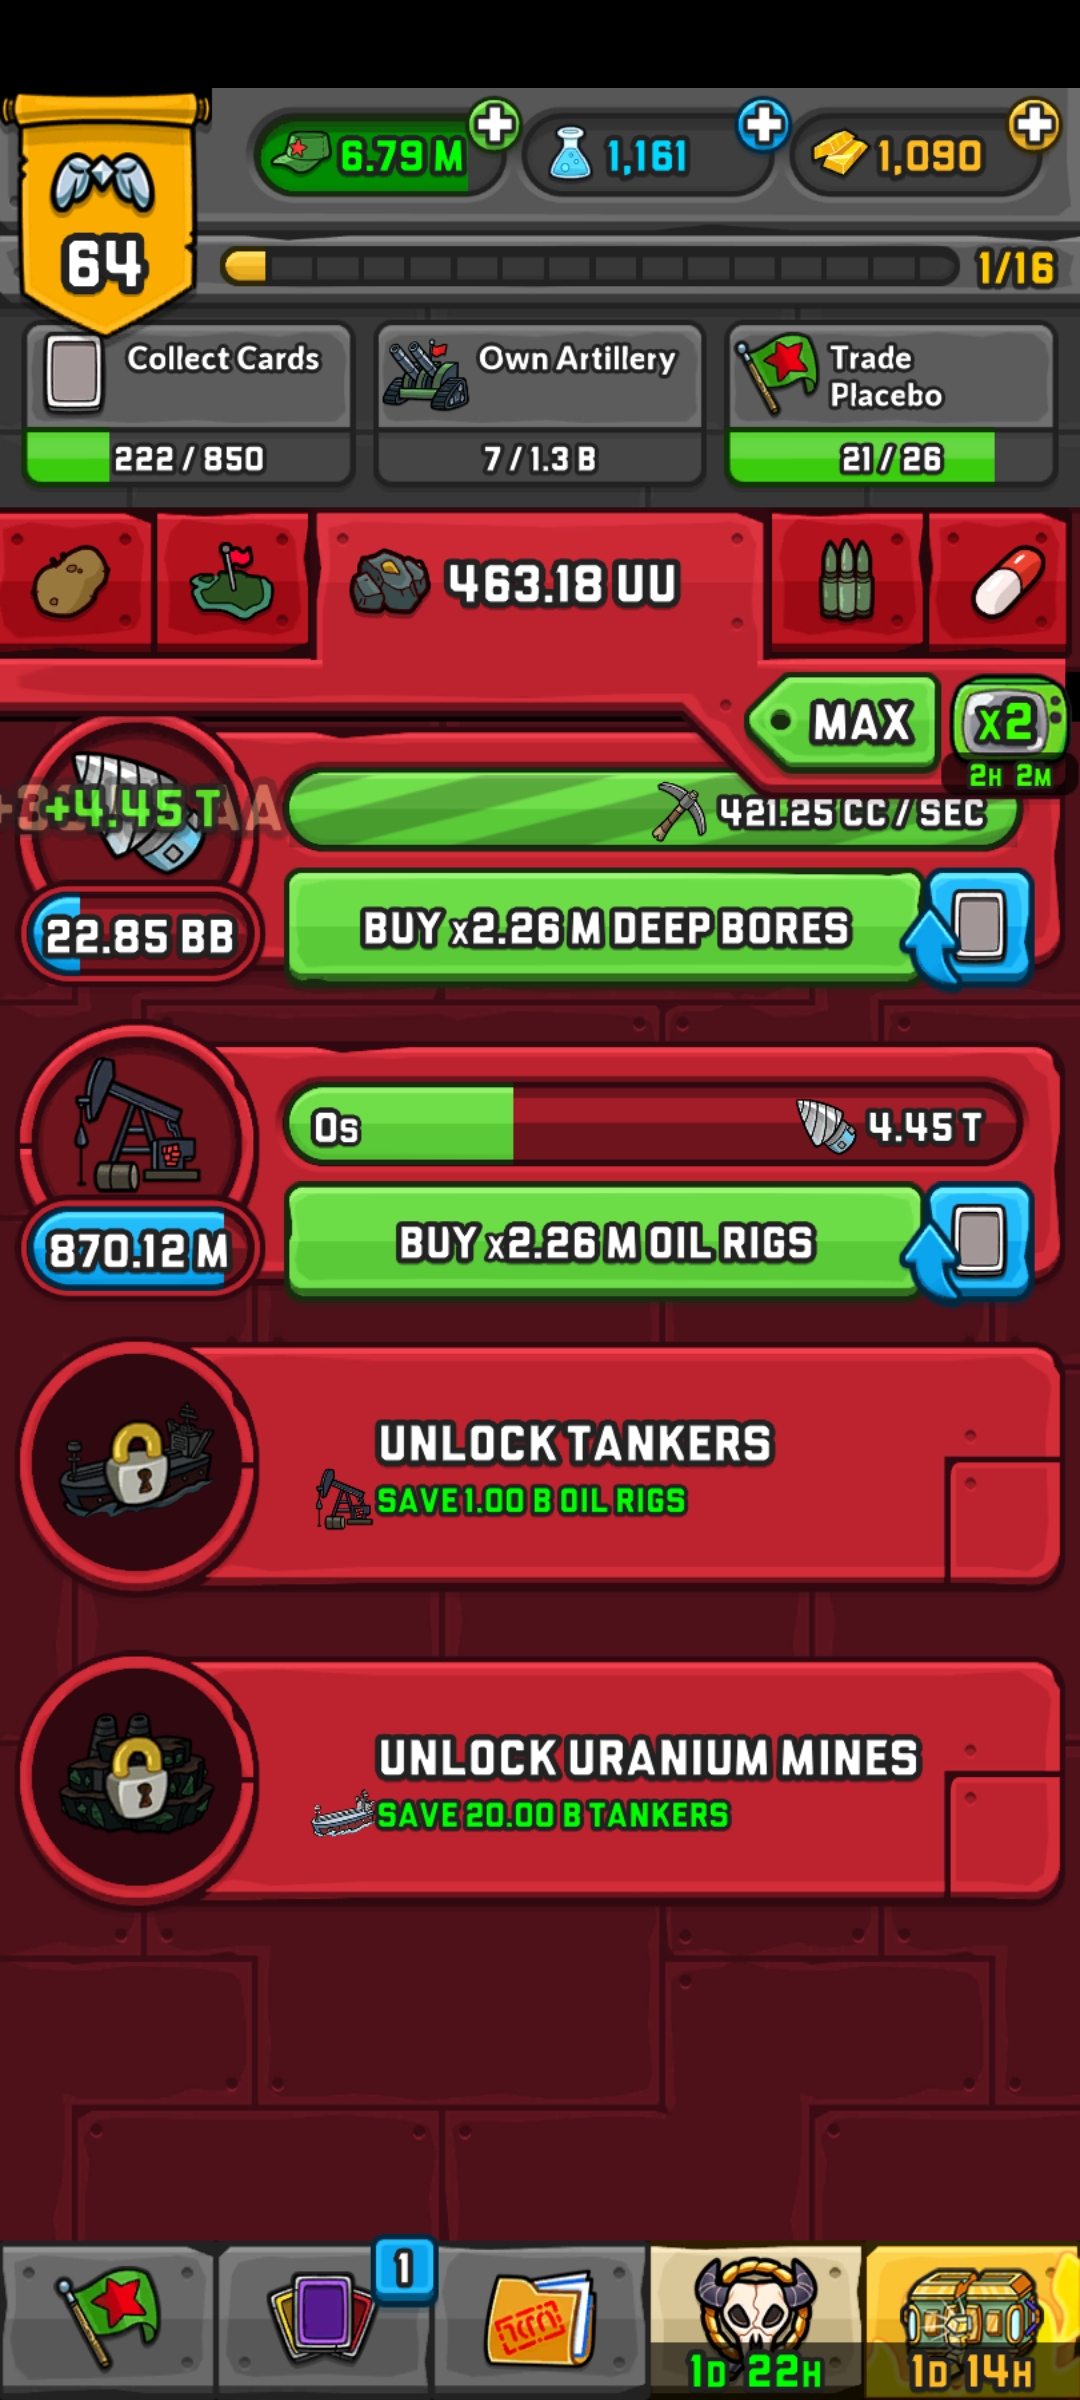 6.79 M
1,161
1,090
64
1/16
Collect Cards
222 / 850
Own Artillery
7 / 1.3 B
Trade
Placebo
21 / 26
463.18 UU
MAX
x2
2H 2M
+4.45 T
421.25 CC / SEC
22.85 BB
BUY x2.26 M DEEP BORES
0s
4.45 T
870.12 M
BUY x2.26 M OIL RIGS
UNLOCK TANKERS
SAVE 1.00 B OIL RIGS
UNLOCK URANIUM MINES
SAVE 20.00 B TANKERS
1
1D 22H
1D 14H